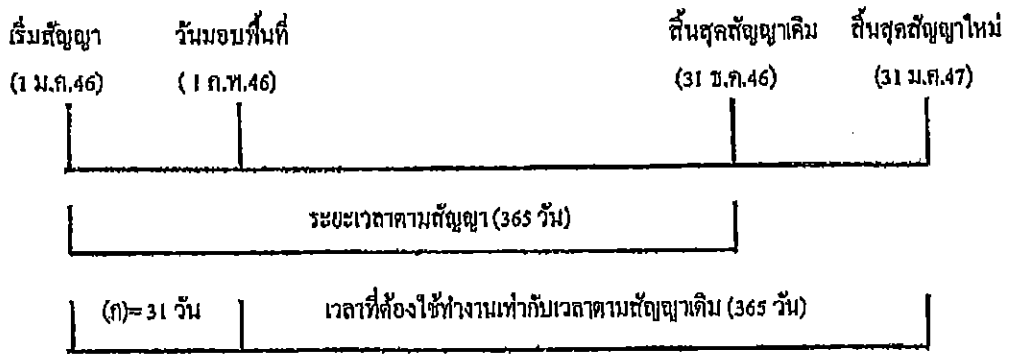 เริ่มสัญญา วันมอบพื้นที่ สิ้นสุดสัญญาเดิม สิ้นสุดสัญญาใหม่
(1 ม.ค.46) (1 ก.พ.46) (31 ธ.ค.46) (31 ม.ค.47)
ระยะเวลาตามสัญญา (365 วัน)
(ก)= 31 วัน เวลาที่ต้องใช้ทำงานเท่ากับเวลาตามสัญญาเดิม (365 วัน)